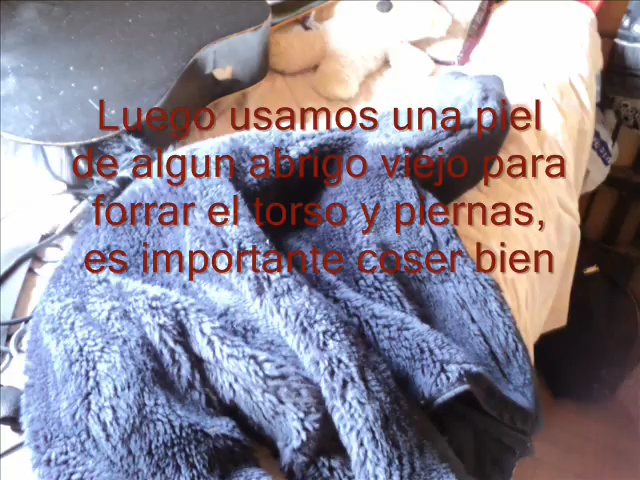 Luego usamos una piel
de algun abrigo viejo para
forrar el torso y piernas,
es importante coser bien